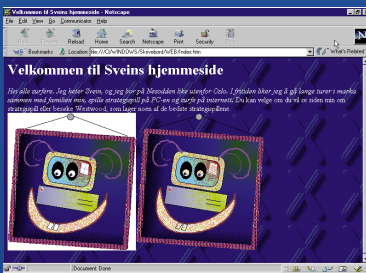 Velkommen til Sveins hjemmeside - Netscape
File Edit View Go Communicator Help
Reload Home Search Netscape Print Security
Bookmarks Location: file:///C|/WINDOWS/Skrivebord/WEB/Index.htm What's Related
Velkommen til Sveins hjemmeside
Hei alle surfere. Jeg heter Svein, og jeg bor på Nesodden like utenfor Oslo. I fritiden liker jeg å gå lange turer i marka
sammen med familien min, spille strategispill på PC-en og surfe på internett. Du kan velge om du vil se siden min om
strategispill eller besøke Westwood, som lager noen af de bedste strategispillene.
Document: Done